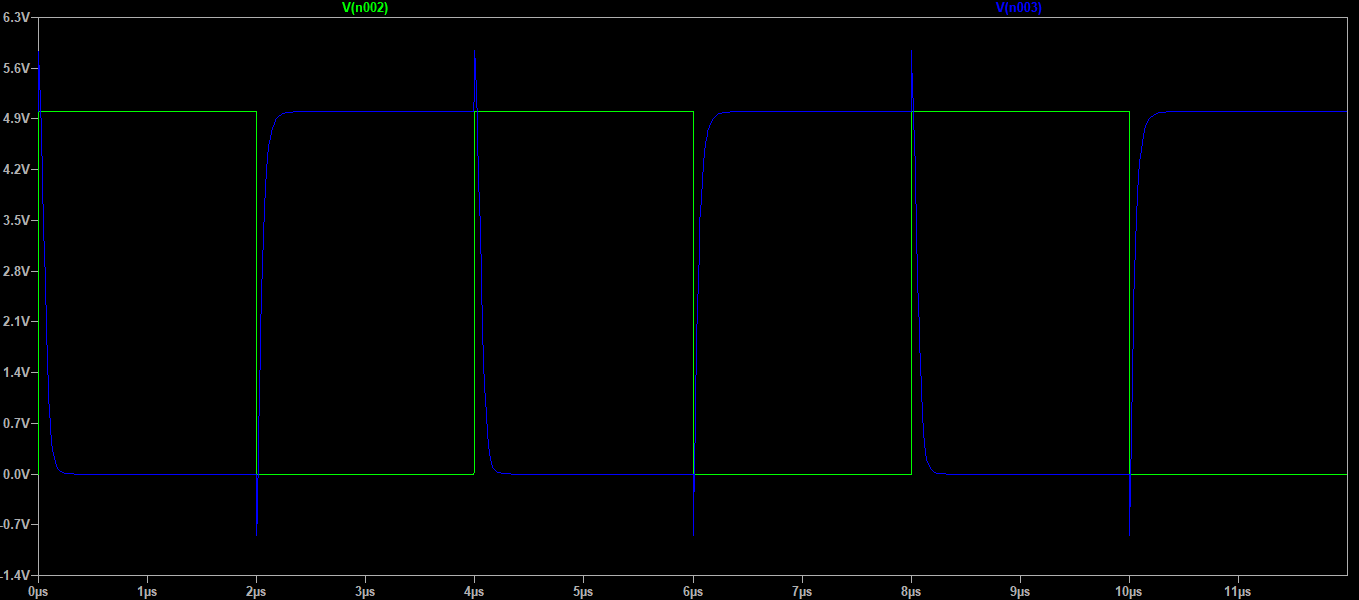 V(n002) V(n003)
6.3V
5.6V
4.9V
4.2V
3.5V
2.8V
2.1V
1.4V
0.7V
0.0V
-0.7V
-1.4V
0µs 1µs 2µs 3µs 4µs 5µs 6µs 7µs 8µs 9µs 10µs 11µs